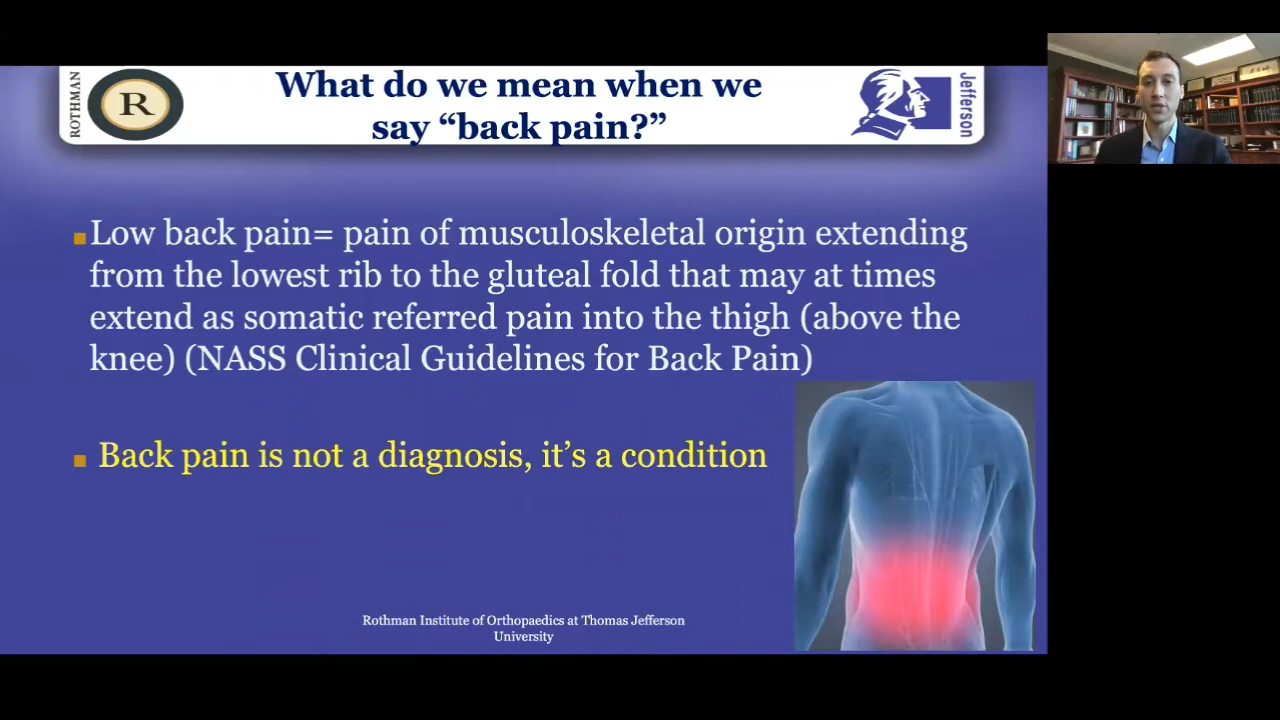 ROTHMAN
R
What do we mean when we
say “back pain?”
Jefferson
■Low back pain= pain of musculoskeletal origin extending
from the lowest rib to the gluteal fold that may at times
extend as somatic referred pain into the thigh (above the
knee) (NASS Clinical Guidelines for Back Pain)
■ Back pain is not a diagnosis, it’s a condition
Rothman Institute of Orthopaedics at Thomas Jefferson
University